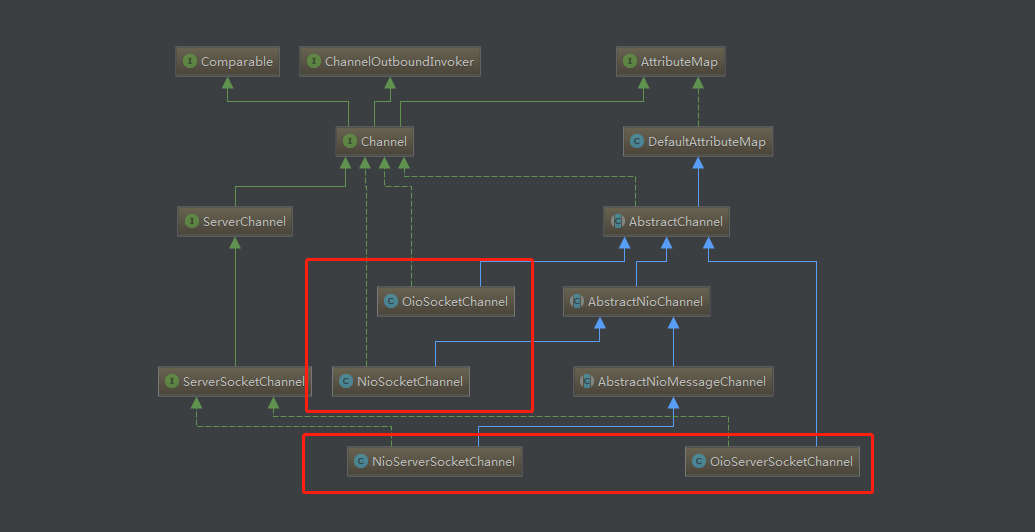 I Comparable
I ChannelOutboundInvoker
I AttributeMap
I Channel
C DefaultAttributeMap
I ServerChannel
C AbstractChannel
C OioSocketChannel
C AbstractNioChannel
I ServerSocketChannel
C NioSocketChannel
C AbstractNioMessageChannel
C NioServerSocketChannel
C OioServerSocketChannel